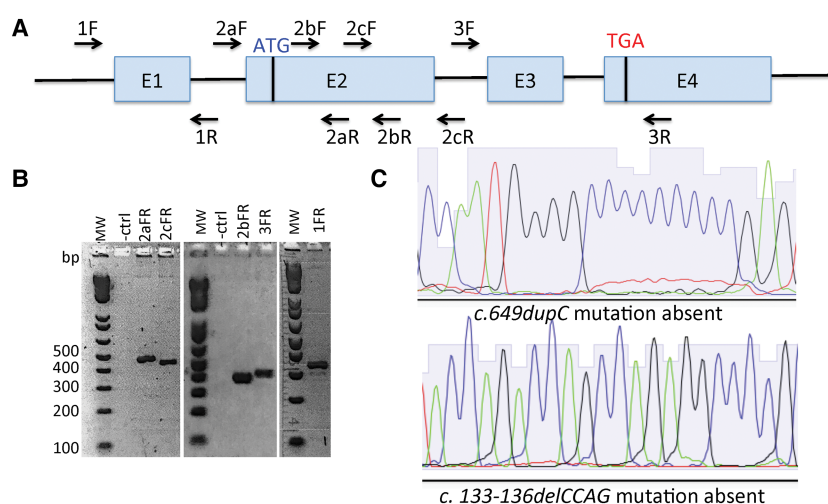 A
1F
2aF
2bF
2cF
3F
ATG
TGA
E1
E2
E3
E4
1R
2aR
2bR
2cR
3R
B
MW
-ctrl
2aFR
2cFR
MW
--ctrl
2bFR
3FR
MW
1FR
bp
500
400
300
200
100
C
c.649dupC mutation absent
c. 133-136delCCAG mutation absent